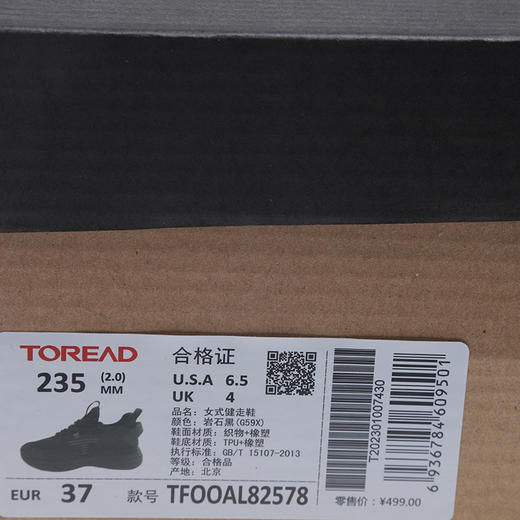 TOREAD
合格证
235 (2.0) MM
U.S.A 6.5
UK 4
品名: 女式健走鞋
颜色: 岩石黑(G59X)
鞋面材质: 织物+橡塑
鞋底材质: TPU+橡塑
执行标准: GB/T 15107-2013
等级: 合格品
产地: 北京
EUR 37
款号 TFOOAL82578
T202301007430
6 936784 609501
零售价: ¥499.00